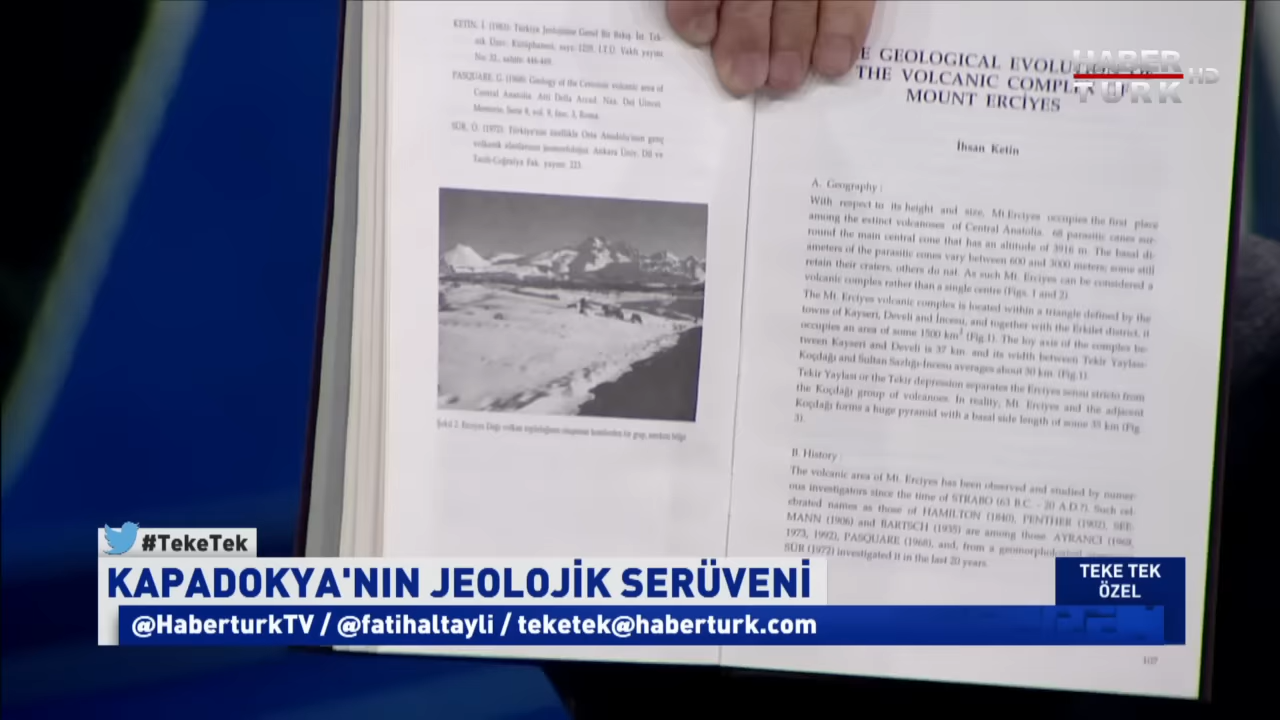 KETİN, İ. (1983): Türkiye Jeolojisine Genel Bir Bakış. İst. Tek-
nik Üniv. Kütüphanesi, sayı: 1259. İ.T.Ü. Vakfı yayını
No: 32, sahife: 446-469.
PASQUARE, G. (1968): Geology of the Cenozoic volcanic area of
Central Anatolia. Atti Della Accad. Naz. Dei
Memorie, Serie 8, vol. 9, fasc. 3, Roma.
SÜR, Ö. (1972): Türkiye'nin özellikle Orta Anadolu'nun genç
volkanik alanlarının jeomorfolojisi. Ankara Üniv. Dil ve
Tarih-Coğrafya Fak. yayını: 223.
Şekil 2. Erciyes Dağı volkan
E GEOLOGICAL EVOLUTION OF
THE VOLCANIC COMPLEX OF
MOUNT ERCİYES
İhsan Ketin
A. Geography :
With respect to its height and size, Mt.Erciyes occupies the first place
among the extinct volcanoes of Central Anatolia. 68 parasitic cones sur-
round the main central cone that has an altitude of 3916 m. The basal di-
ameters of the parasitic cones vary between 600 and 3000 meters; some still
retain their craters, others do nat. As such Mt. Erciyes can be considered a
volcanic complex rather than a single centre (Figs. 1 and 2).
The Mt. Erciyes volcanic complex is located within a triangle defined by the
towns of Kayseri, Develi and İncesu, and together with the Erkilet district, it
occupies an area of some 1500 km² (Fig.1). The loy axis of the complex be-
tween Kayseri and Develi is 37 km. and its width between Tekir Yaylası-
Koçdağı and Sultan Sazlığı-İncesu averages about 30 km. (Fig.1).
Tekir Yaylası or the Tekir depression separates the Erciyes sensu stricto from
the Koçdağı group of volcanoes. In reality, Mt. Erciyes and the adjacent
Koçdağı forms a huge pyramid with a basal side length of some 35 km (Fig.
3).
B. History :
The volcanic area of Mt. Erciyes has been observed and studied by numer-
ous investigators since the time of STRABO (63 B.C. - 20 A.D.?). Such cel-
ebrated names as those of HAMILTON (1840), PENTHER (1902), SEE-
MANN (1906) and BARTSCH (1935) are among those. AYRANCI (1969,
1973, 1992), PASQUARE (1968), and, from a geomorphological
SÜR (1972) investigated it in the last 20 years.
107
HABER
TÜRK HD
#TekeTek
KAPADOKYA'NIN JEOLOJİK SERÜVENİ
TEKE TEK
ÖZEL
@HaberturkTV / @fatihaltayli / teketek@haberturk.com